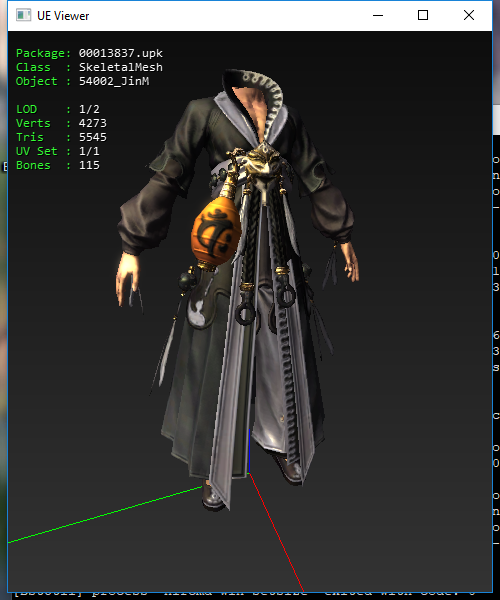 UE Viewer
Package: 00013837.upk
Class : SkeletalMesh
Object : 54002_JinM
LOD : 1/2
Verts : 4273
Tris : 5545
UV Set : 1/1
Bones : 115